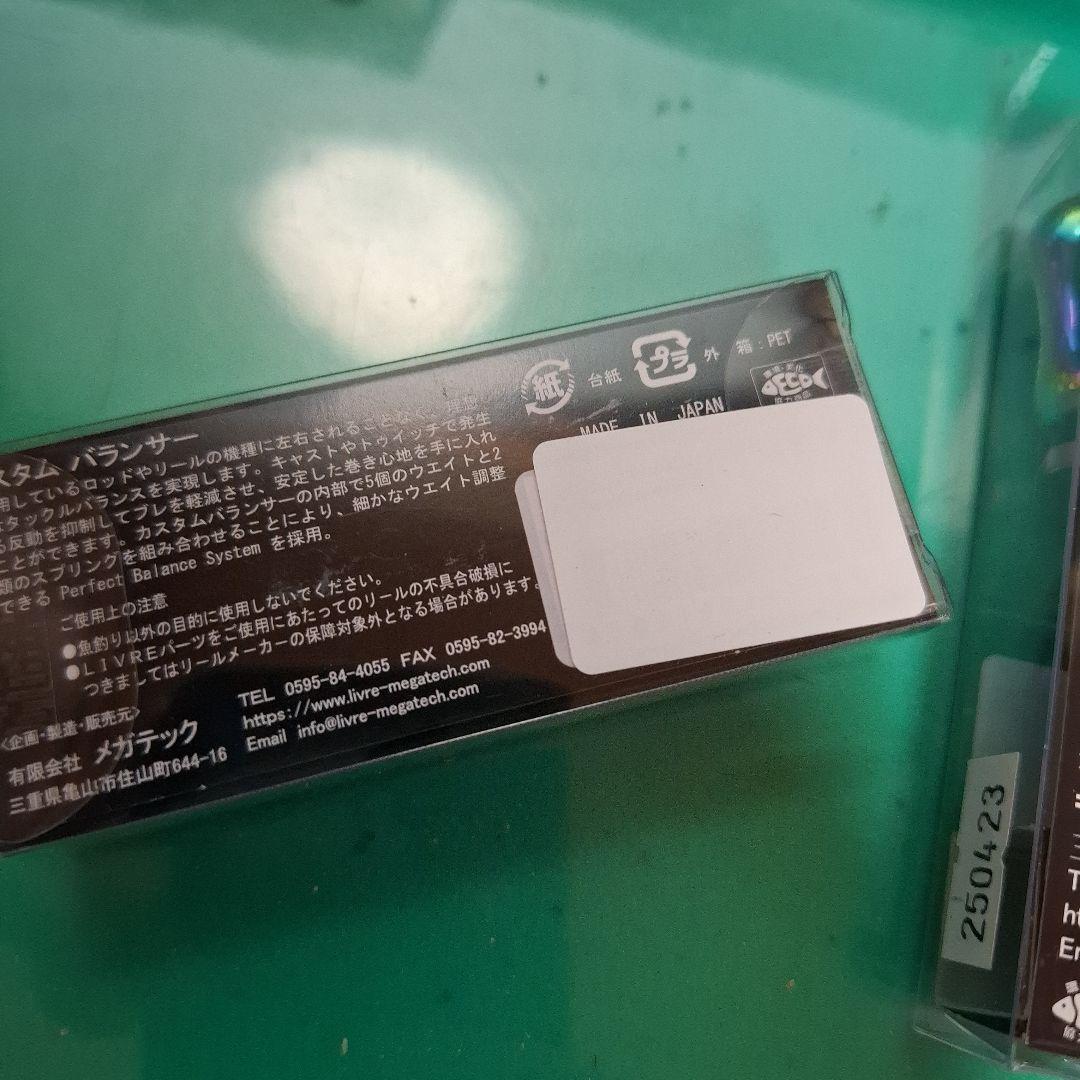 スタム バランサー
用しているロッドやリールの機種に左右されることなく
タックルバランスを実現します。キャストやトゥイッチで発生
る反動を抑制してブレを軽減させ、安定した巻き心地を手に入れ
ことができます。カスタムバランサーの内部で5個のウエイトと2
類のスプリングを組み合わせることにより、細かなウエイト調整
できる Perfect Balance System を採用。
ご使用上の注意
●魚釣り以外の目的に使用しないでください。
●LIVREパーツをご使用にあたってのリールの不具合破損に
つきましてはリールメーカーの保障対象外となる場合があります。
<企画・製造・販売元>
有限会社 メガテック
三重県亀山市住山町644-16
TEL 0595-84-4055 FAX 0595-82-3994
https://www.livre-megatech.com
Email info@livre-megatech.com
紙 台紙 プラ 外 箱:PET
MADE IN JAPAN
ECO
協力商品
250423